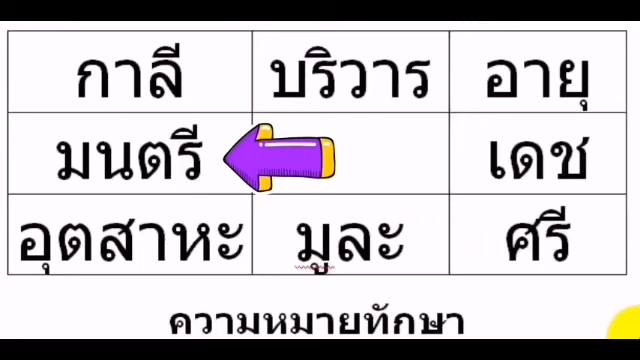 กาลี บริวาร อายุ
มนตรี เดช
อุตสาหะ มูละ ศรี
ความหมายทักษา